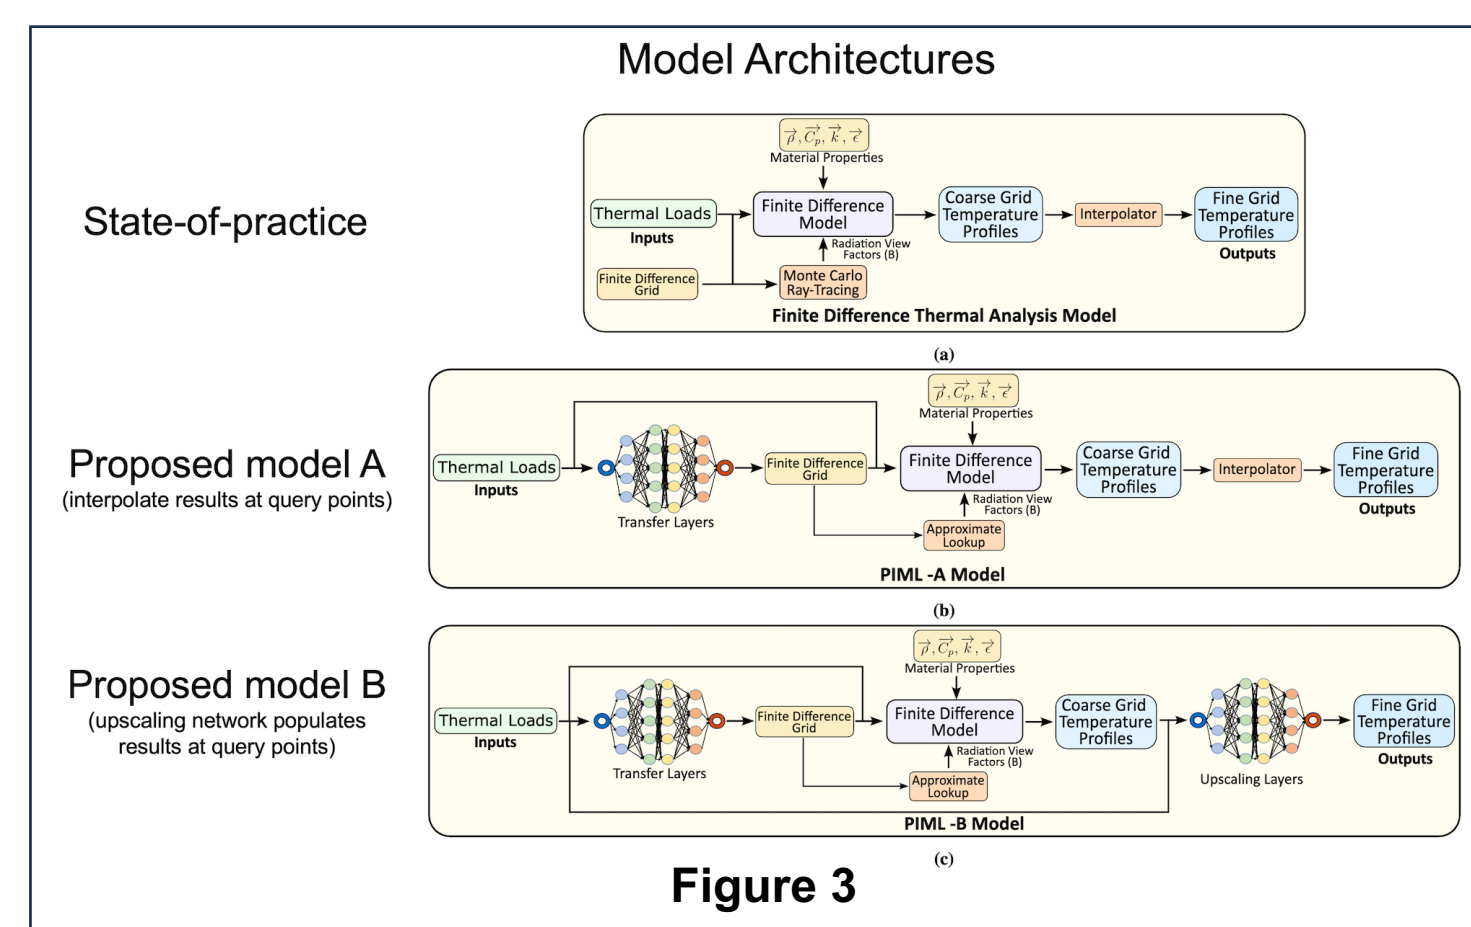 Model Architectures
State-of-practice
ρ, C_p, k, ϵ
Material Properties
Thermal Loads
Inputs
Finite Difference
Model
Coarse Grid
Temperature
Profiles
Interpolator
Fine Grid
Temperature
Profiles
Outputs
Radiation View
Factors (B)
Finite Difference
Grid
Monte Carlo
Ray-Tracing
Finite Difference Thermal Analysis Model
(a)
Proposed model A
(interpolate results at query points)
ρ, C_p, k, ϵ
Material Properties
Thermal Loads
Inputs
Transfer Layers
Finite Difference
Grid
Finite Difference
Model
Coarse Grid
Temperature
Profiles
Interpolator
Fine Grid
Temperature
Profiles
Outputs
Radiation View
Factors (B)
Approximate
Lookup
PIML -A Model
(b)
Proposed model B
(upscaling network populates
results at query points)
ρ, C_p, k, ϵ
Material Properties
Thermal Loads
Inputs
Transfer Layers
Finite Difference
Grid
Finite Difference
Model
Coarse Grid
Temperature
Profiles
Upscaling Layers
Fine Grid
Temperature
Profiles
Outputs
Radiation View
Factors (B)
Approximate
Lookup
PIML -B Model
(c)
Figure 3